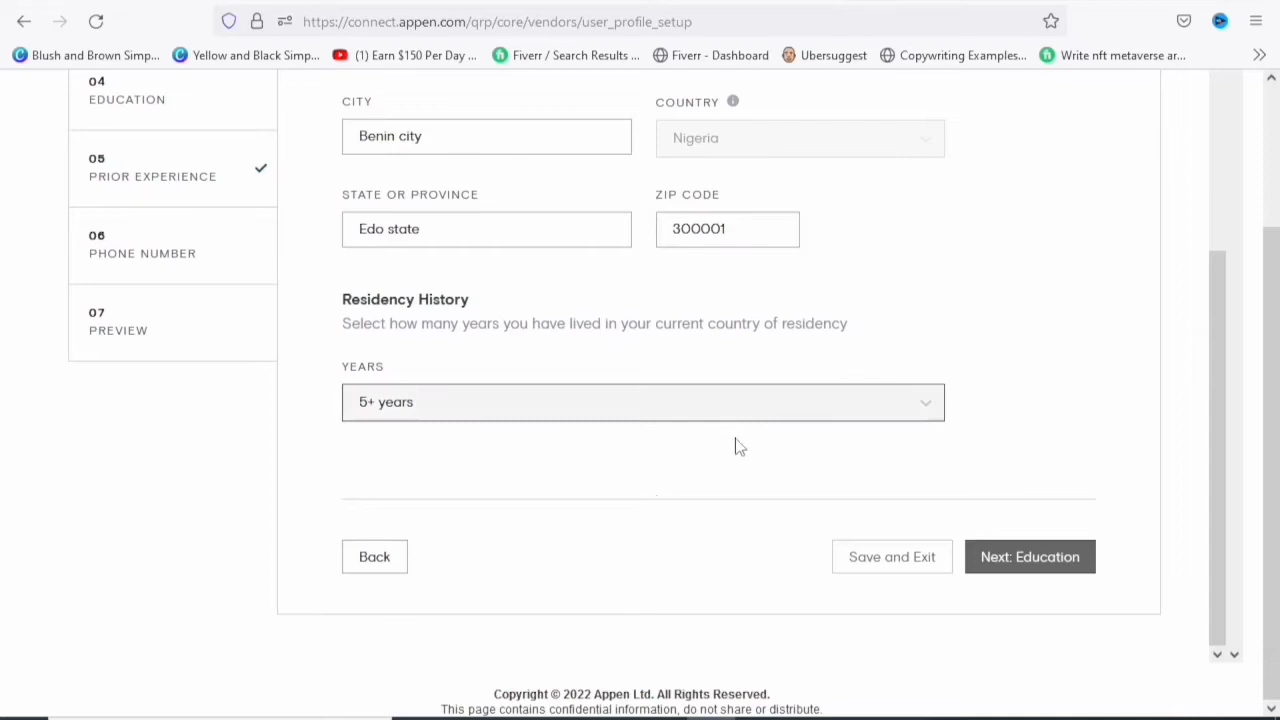 https://connect.appen.com/qrp/core/vendors/user_profile_setup
Blush and Brown Simp... Yellow and Black Simp... (1) Earn $150 Per Day ... Fiverr / Search Results ... Fiverr - Dashboard Ubersuggest Copywriting Examples... Write nft metaverse ar...
04
EDUCATION
05
PRIOR EXPERIENCE
06
PHONE NUMBER
07
PREVIEW
CITY COUNTRY
Benin city Nigeria
STATE OR PROVINCE ZIP CODE
Edo state 300001
Residency History
Select how many years you have lived in your current country of residency
YEARS
5+ years
Back Save and Exit Next: Education
Copyright © 2022 Appen Ltd. All Rights Reserved.
This page contains confidential information, do not share or distribute.